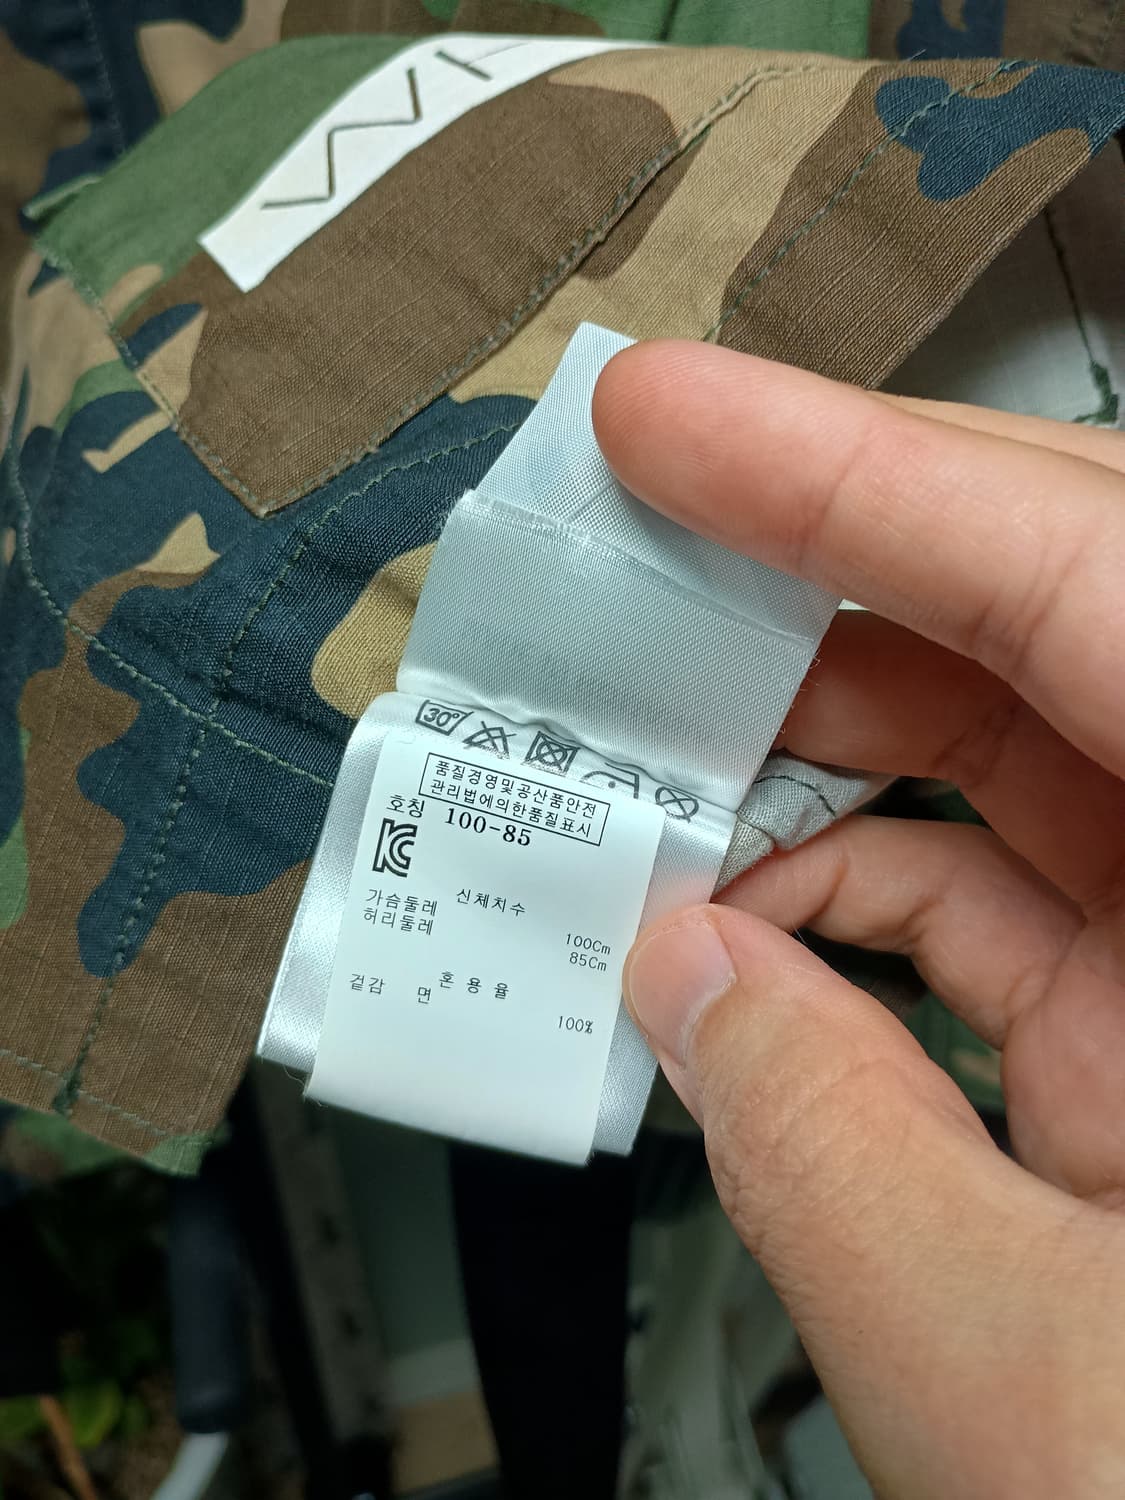 30°
품질경영및공산품안전
관리법에의한품질표시
호칭 100-85
신체치수
가슴둘레 100Cm
허리둘레 85Cm
혼 용 율
겉감 면 100%